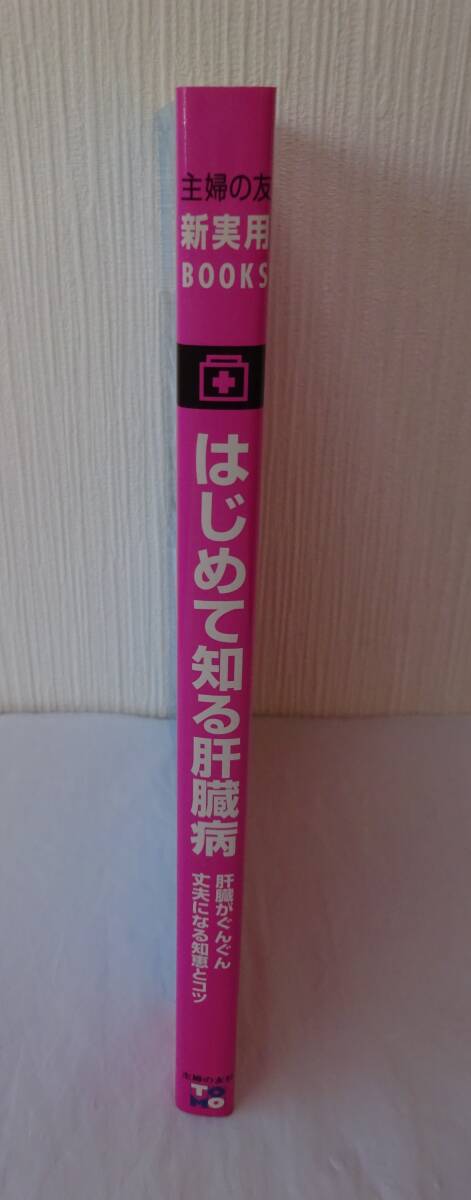 主婦の友
新実用
BOOKS
はじめて知る肝臓病
肝臓がぐんぐん
丈夫になる知恵とコツ
主婦の友社
TO
MO